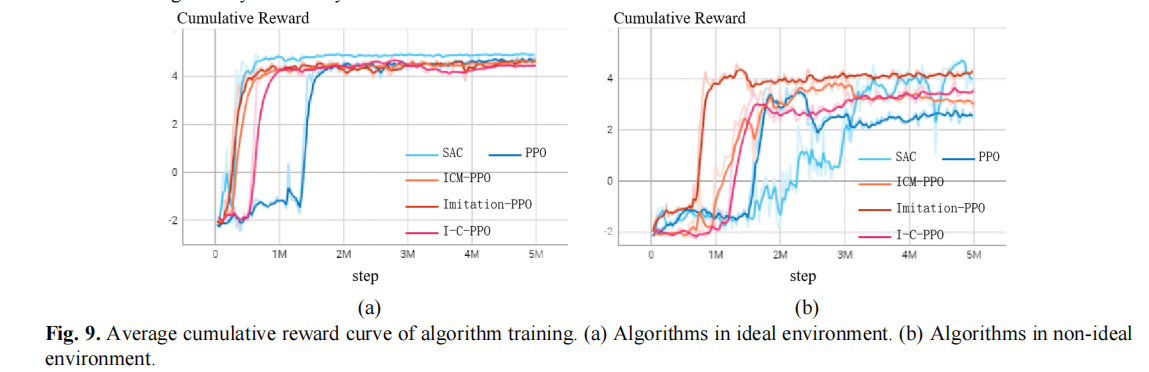 Cumulative Reward
4
2
0
-2
SAC PPO
ICM-PPO
Imitation-PPO
I-C-PPO
0 1M 2M 3M 4M 5M
step
(a)
Cumulative Reward
4
2
0
-2
SAC PPO
ICM-PPO
Imitation-PPO
I-C-PPO
0 1M 2M 3M 4M 5M
step
(b)
Fig. 9. Average cumulative reward curve of algorithm training. (a) Algorithms in ideal environment. (b) Algorithms in non-ideal
environment.